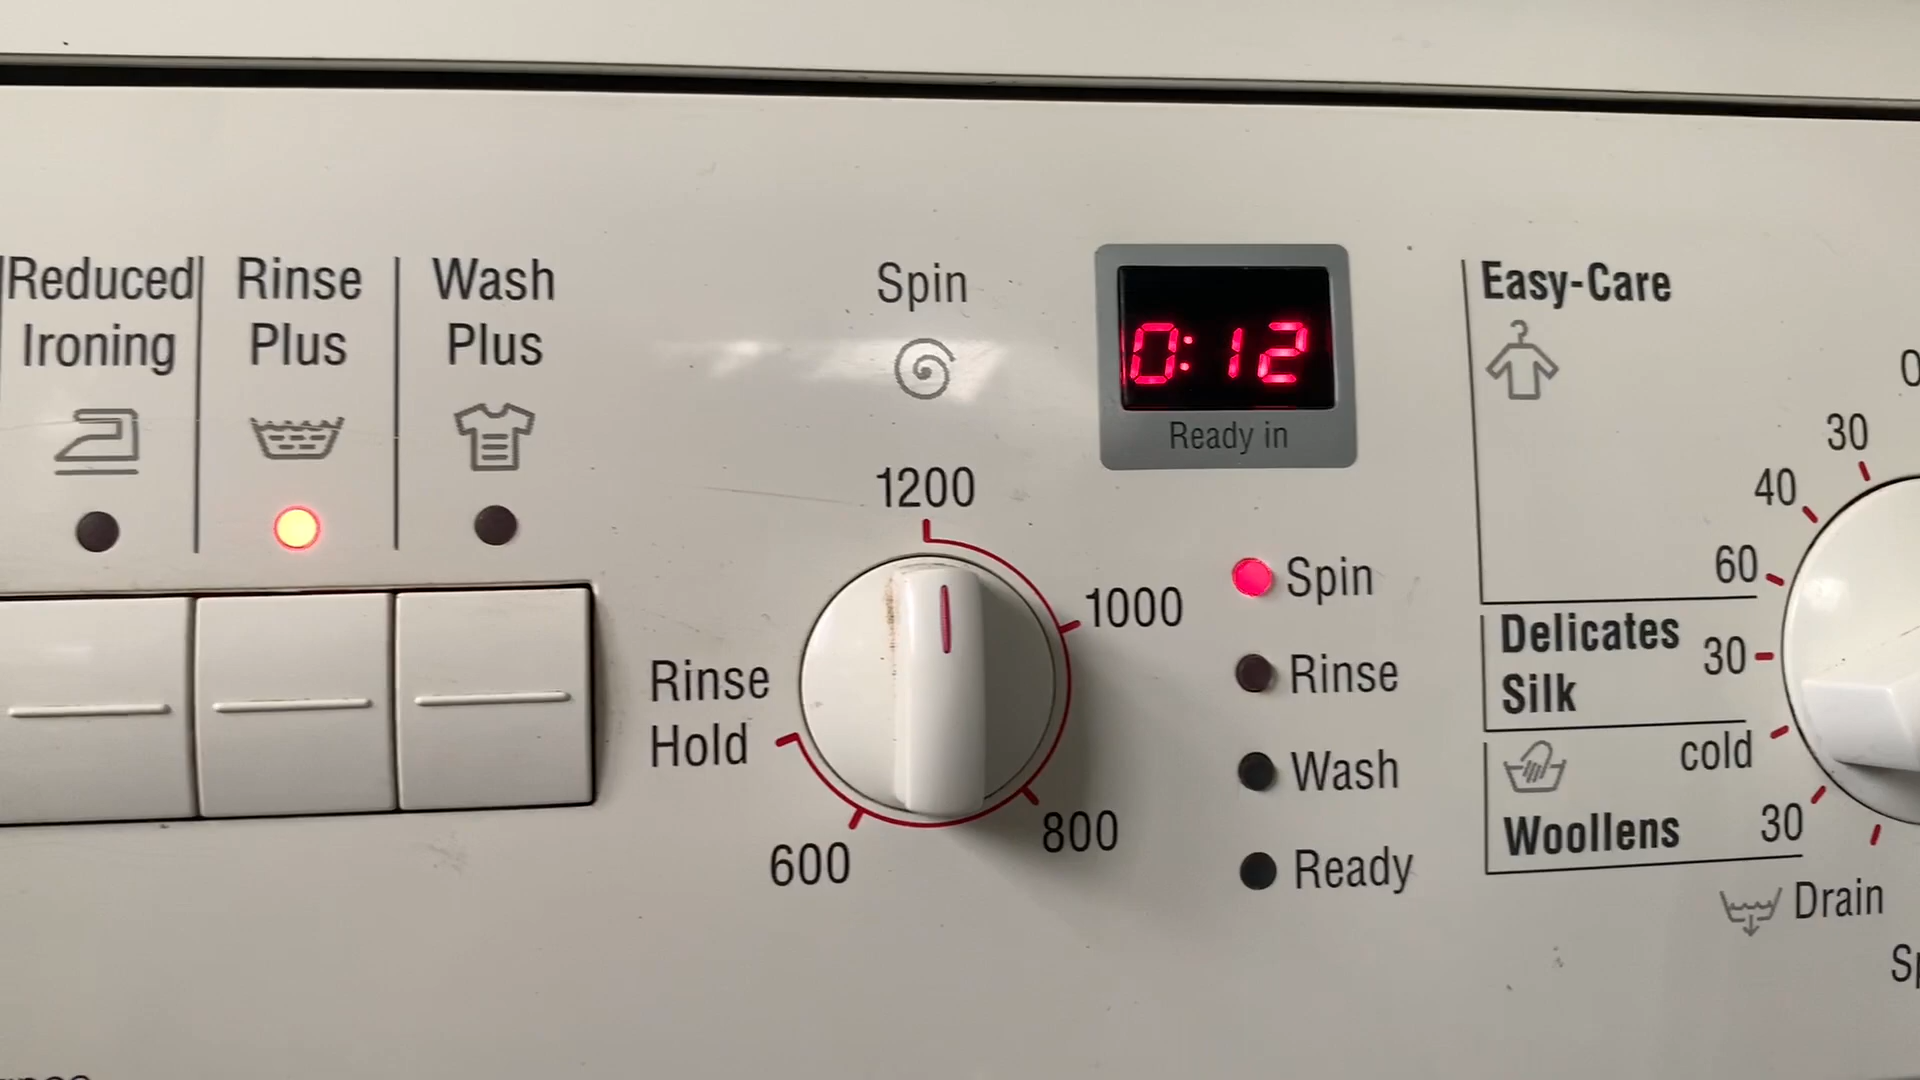 Reduced
Ironing
Rinse
Plus
Wash
Plus
Spin
1200
1000
800
600
Rinse
Hold
0:12
Ready in
Spin
Rinse
Wash
Ready
Easy-Care
30
40
60
Delicates
Silk
30
cold
Woollens
30
Drain